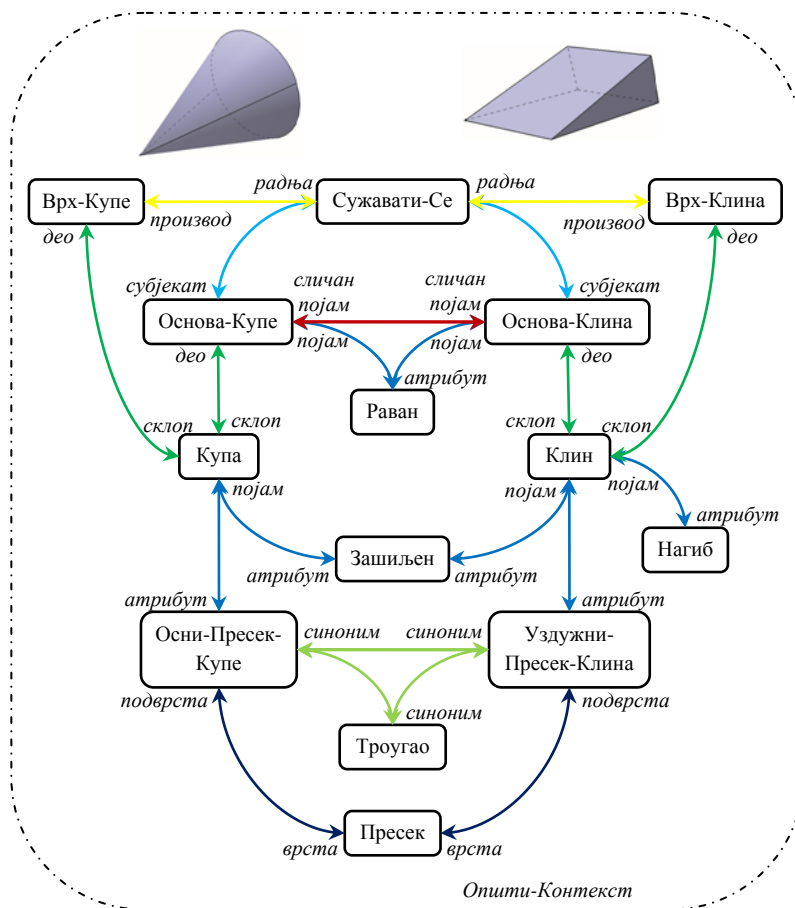 радња
радња
Врх-Купе
Сужавати-Се
Врх-Клина
производ
производ
део
део
субјекат
сличан
појам
сличан
појам
субјекат
Основа-Купе
Основа-Клина
појам
појам
део
део
атрибут
Раван
склоп
склоп
склоп
склоп
Купа
Клин
појам
појам
појам
атрибут
Зашиљен
Нагиб
атрибут
атрибут
атрибут
атрибут
Осни-Пресек-
Купе
синоним
синоним
Уздужни-
Пресек-Клина
подврста
подврста
синоним
Троугао
Пресек
врста
врста
Општи-Контекст